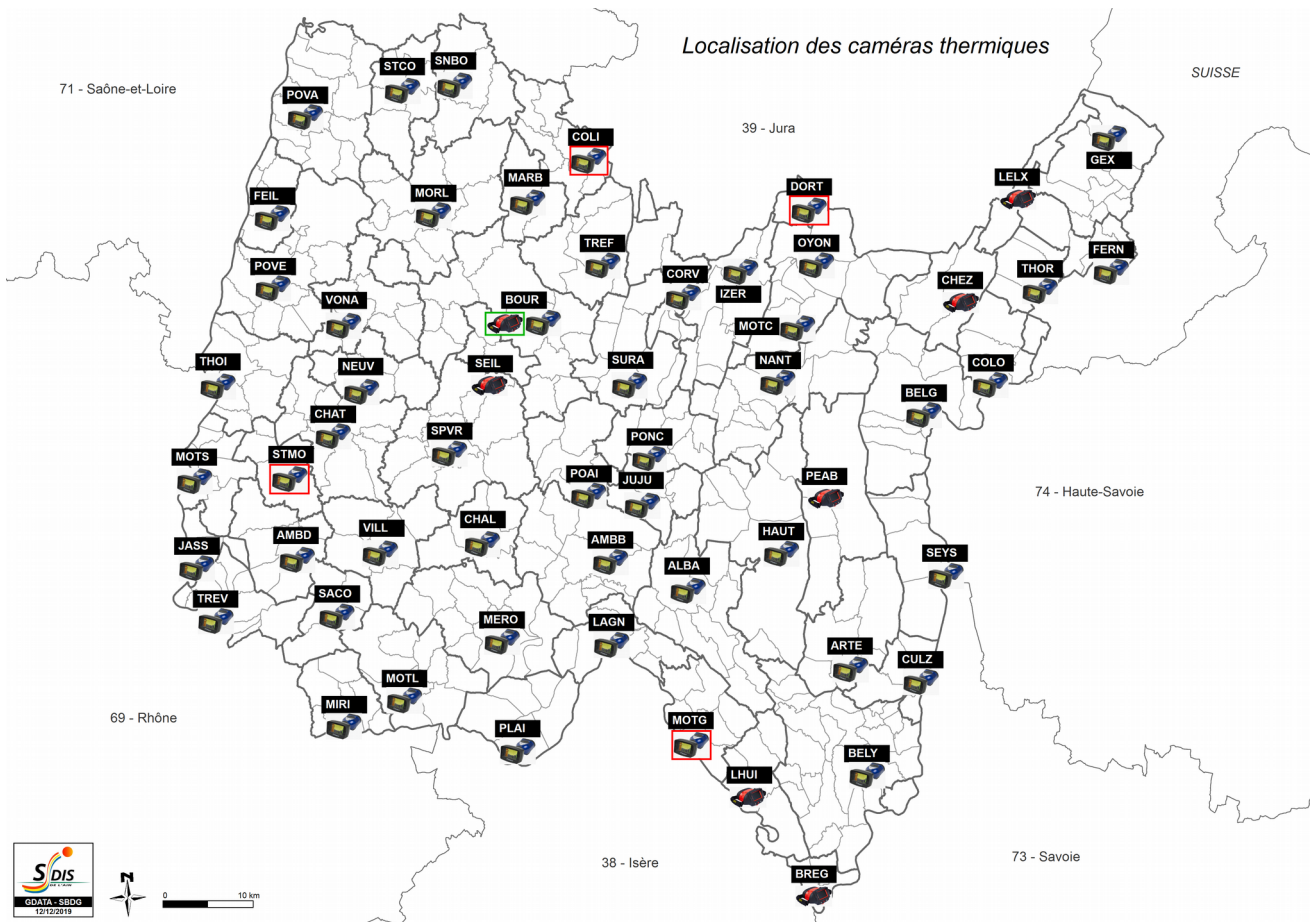 Localisation des caméras thermiques
SUISSE
71 - Saône-et-Loire
39 - Jura
STCO
SNBO
POVA
COLI
GEX
MARB
LELX
DORT
FEIL
MORL
TREF
OYON
FERN
POVE
CORV
THOR
CHEZ
IZER
VONA
BOUR
MOTC
THOI
NEUV
SEIL
SURA
NANT
COLO
BELG
CHAT
SPVR
PONC
STMO
MOTS
POAI
JUJU
PEAB
74 - Haute-Savoie
CHAL
VILL
AMBD
HAUT
AMBB
JASS
SEYS
ALBA
SACO
TREV
MERO
LAGN
ARTE
CULZ
MOTL
MIRI
69 - Rhône
MOTG
PLAI
BELY
LHUI
38 - Isère
73 - Savoie
BREG
SDIS
DE L'AIN
GDATA - SBDG
12/12/2019
N
0 10 km